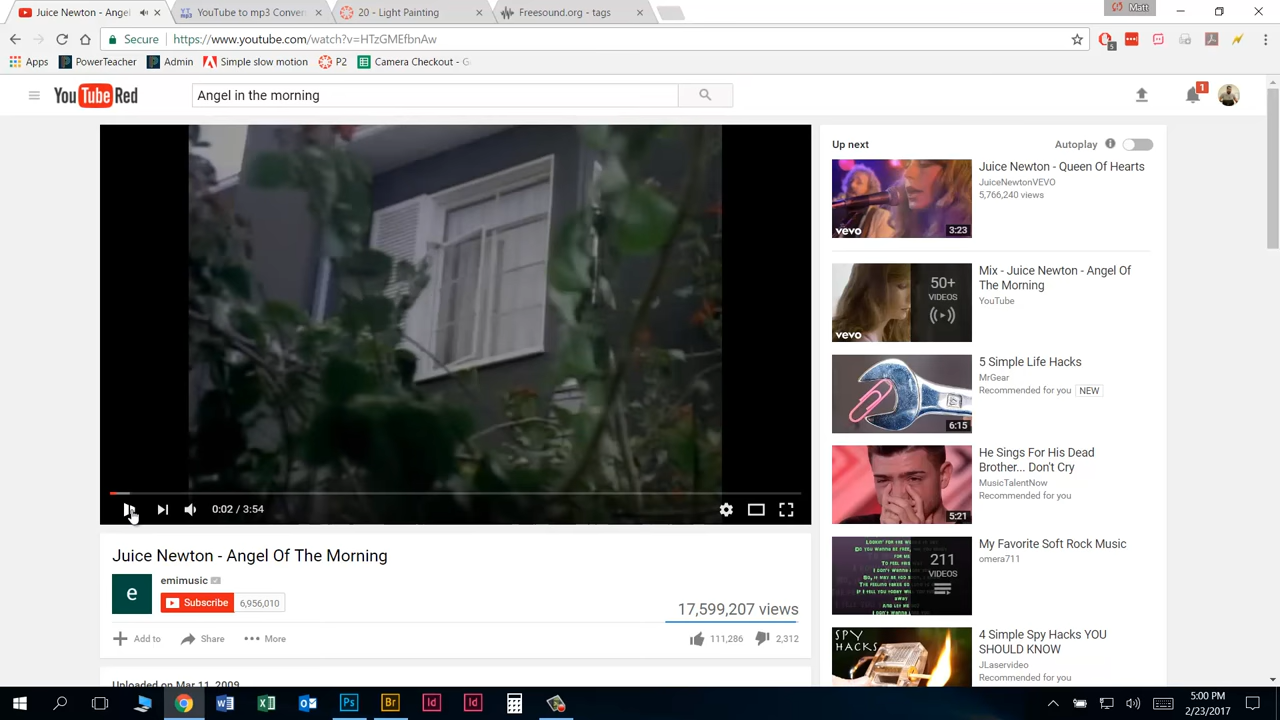 Juice Newton - Angel
YouTube to mp3 Conver
20 - Light Painting
Freesound.org - tags
Matt
Secure
https://www.youtube.com/watch?v=HTzGMEfbnAw
5
Apps
PowerTeacher
Admin
Simple slow motion
P2
Camera Checkout - G
YouTube Red
Angel in the morning
1
Up next
Autoplay
Juice Newton - Queen Of Hearts
JuiceNewtonVEVO
5,766,240 views
vevo
3:23
Mix - Juice Newton - Angel Of
The Morning
YouTube
50+
VIDEOS
vevo
5 Simple Life Hacks
MrGear
Recommended for you NEW
6:15
He Sings For His Dead
Brother... Don't Cry
MusicTalentNow
Recommended for you
5:21
My Favorite Soft Rock Music
omera711
211
VIDEOS
4 Simple Spy Hacks YOU
SHOULD KNOW
JLaservideo
Recommended for you
SPY
HACKS
0:02 / 3:54
Juice Newton - Angel Of The Morning
e
emimusic
Subscribe 6,956,010
17,599,207 views
Add to
Share
More
111,286
2,312
Uploaded on Mar 11, 2009
5:00 PM
2/23/2017